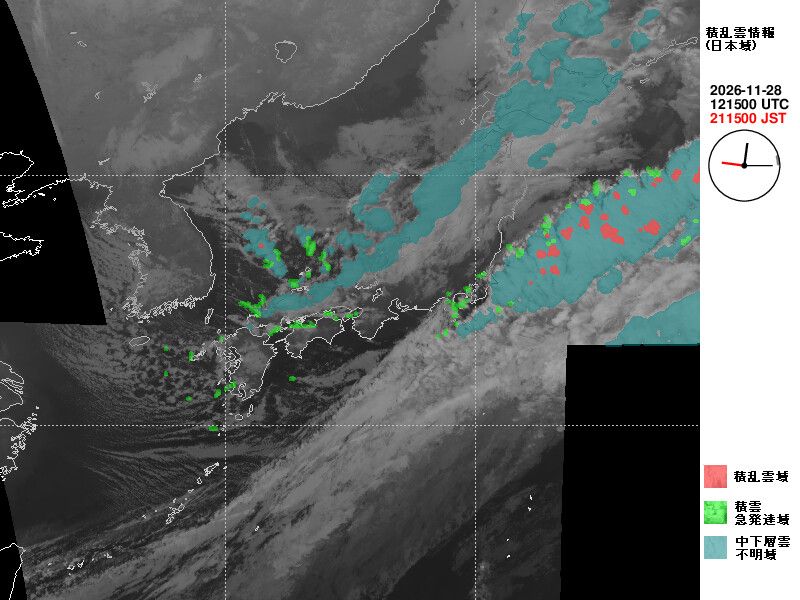 積乱雲情報
(日本域)
2026-11-28
121500 UTC
211500 JST
積乱雲域
積雲
急発達域
中下層雲
不明域